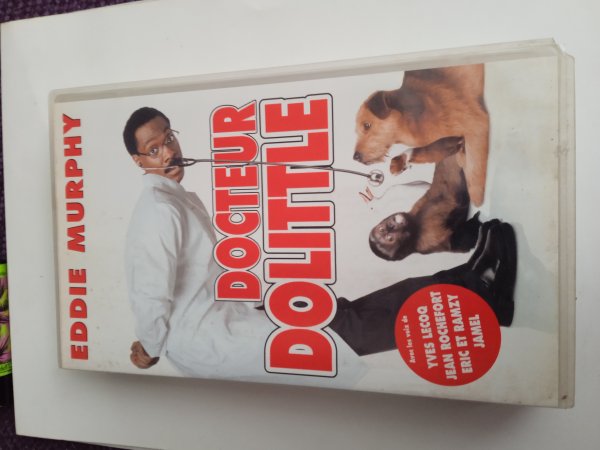 EDDIE MURPHY
DOCTEUR
DOLITTLE
Avec les voix de
YVES LECOQ
JEAN ROCHEFORT
ERIC ET RAMZY
JAMEL